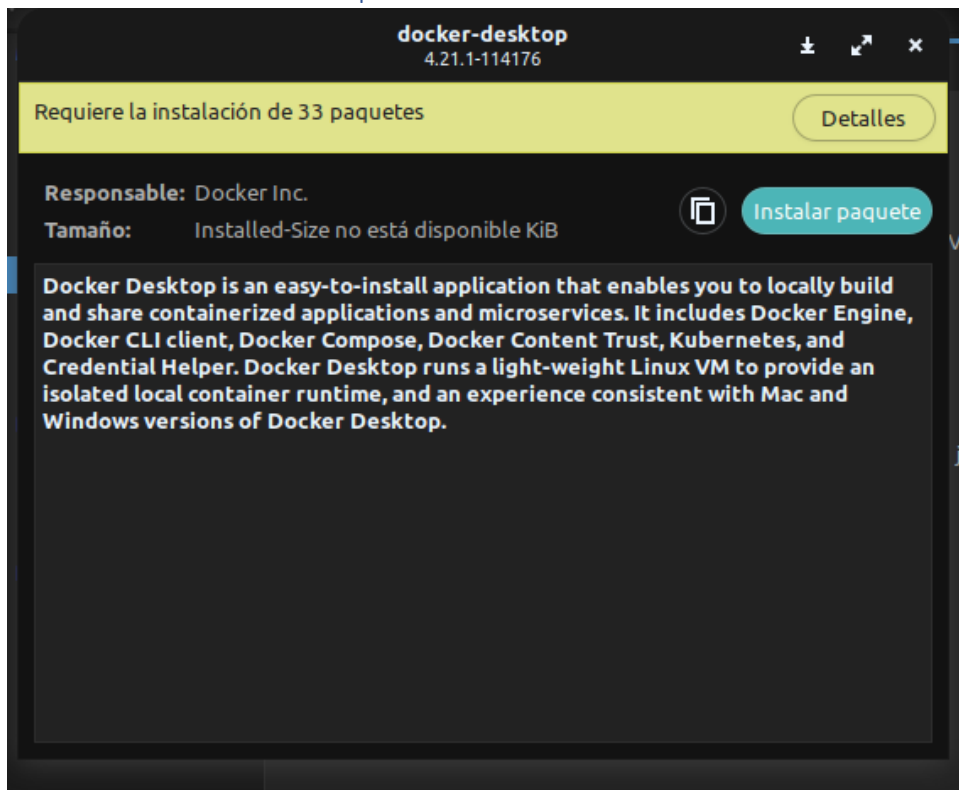 docker-desktop
4.21.1-114176
Requiere la instalación de 33 paquetes
Detalles
Responsable: Docker Inc.
Instalar paquete
Tamaño: Installed-Size no está disponible KiB
Docker Desktop is an easy-to-install application that enables you to locally build
and share containerized applications and microservices. It includes Docker Engine,
Docker CLI client, Docker Compose, Docker Content Trust, Kubernetes, and
Credential Helper. Docker Desktop runs a light-weight Linux VM to provide an
isolated local container runtime, and an experience consistent with Mac and
Windows versions of Docker Desktop.